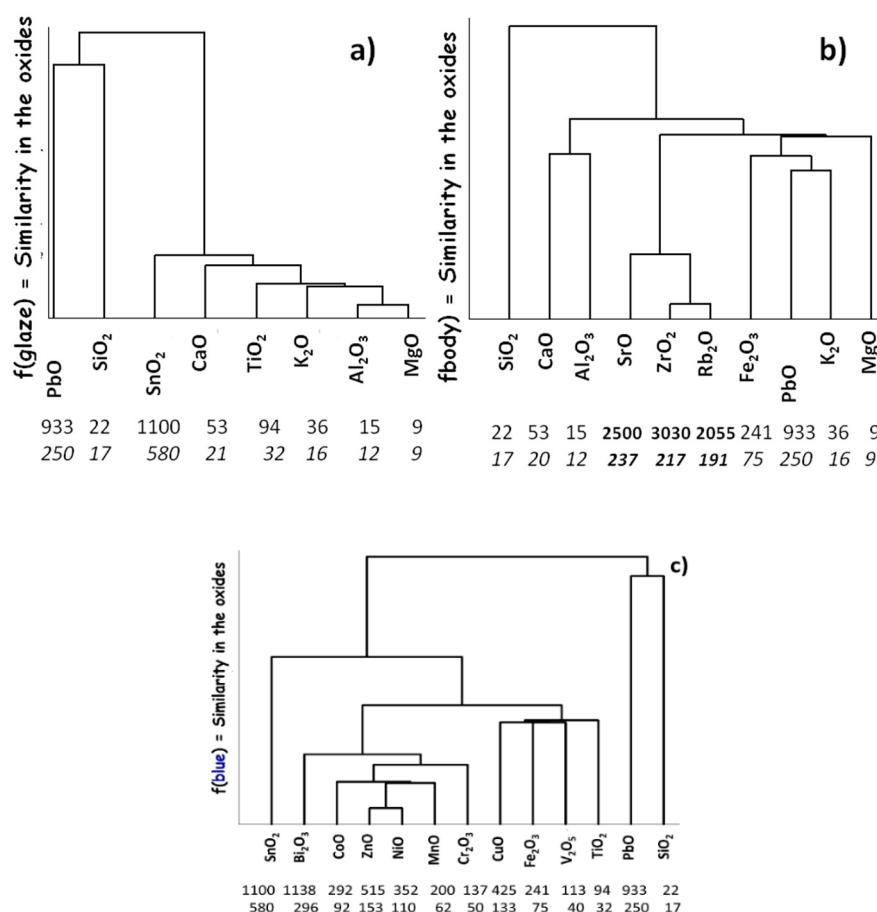 a)
f(glaze) = Similarity in the oxides
PbO SiO₂ SnO₂ CaO TiO₂ K₂O Al₂O₃ MgO
933 22 1100 53 94 36 15 9
250 17 580 21 32 16 12 9
b)
fbody) = Similarity in the oxides
SiO₂ CaO Al₂O₃ SrO ZrO₂ Rb₂O Fe₂O₃ PbO K₂O MgO
22 53 15 2500 3030 2055 241 933 36 9
17 20 12 237 217 191 75 250 16 9
c)
f(blue) = Similarity in the oxides
SnO₂ Bi₂O₃ CoO ZnO NiO MnO Cr₂O₃ CuO Fe₂O₃ V₂O₅ TiO₂ PbO SiO₂
1100 1138 292 515 352 200 137 425 241 113 94 933 22
580 296 92 153 110 62 50 133 75 40 32 250 17